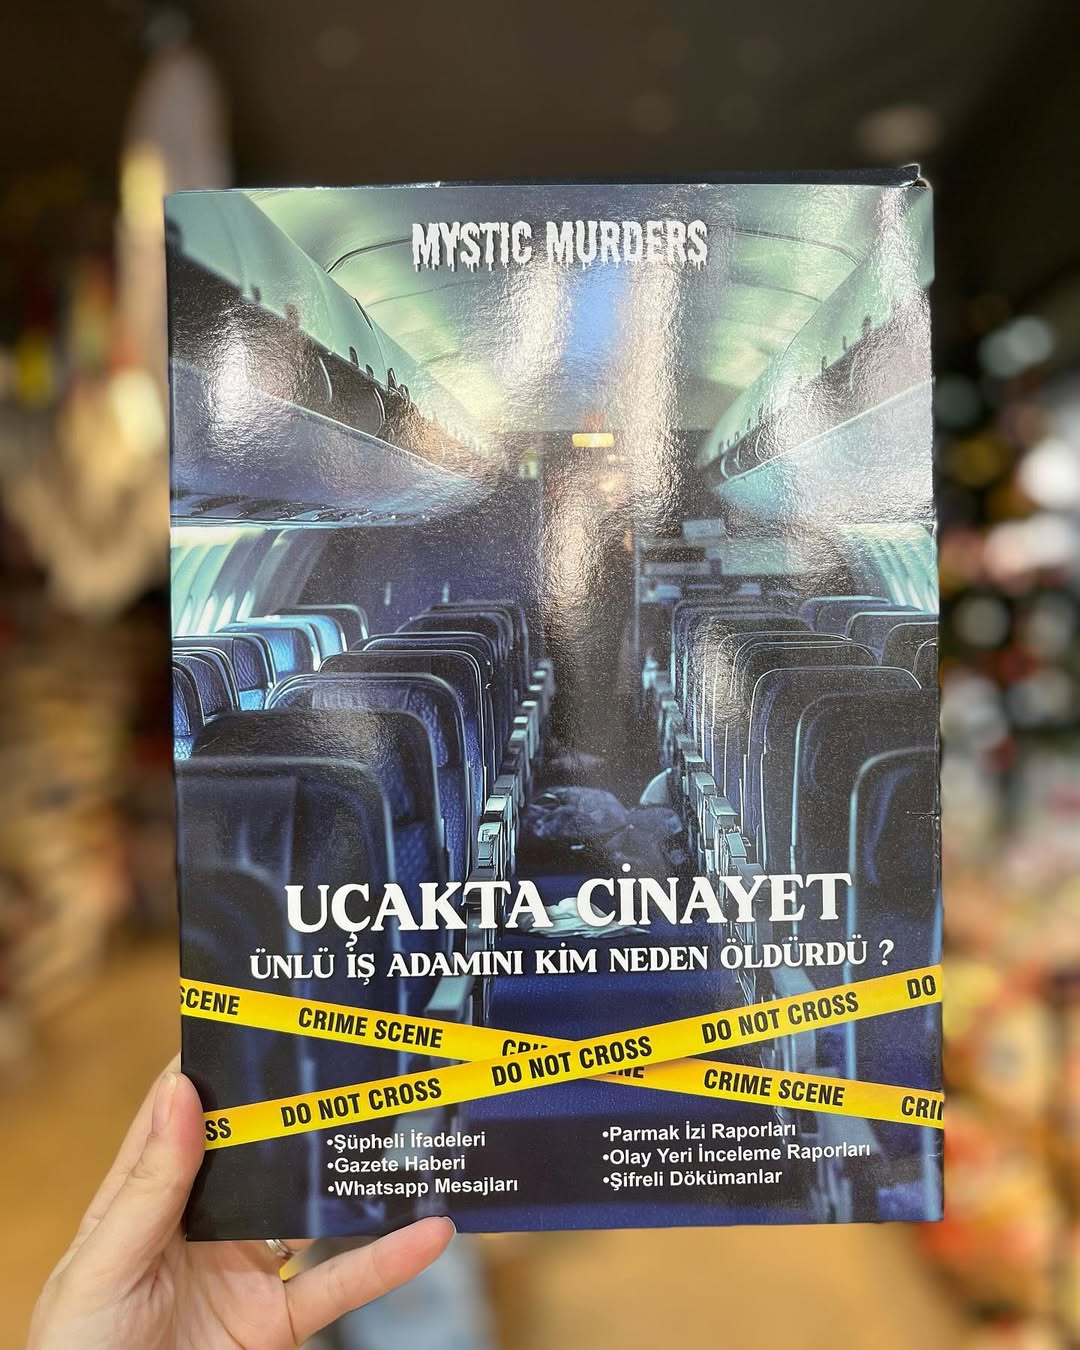 MYSTIC MURDERS
UÇAKTA CİNAYET
ÜNLÜ İŞ ADAMINI KİM NEDEN ÖLDÜRDÜ ?
SCENE CRIME SCENE CRIME SCENE CRI
SS DO NOT CROSS DO NOT CROSS DO NOT CROSS DO
•Şüpheli İfadeleri
•Gazete Haberi
•Whatsapp Mesajları
•Parmak İzi Raporları
•Olay Yeri İnceleme Raporları
•Şifreli Dökümanlar